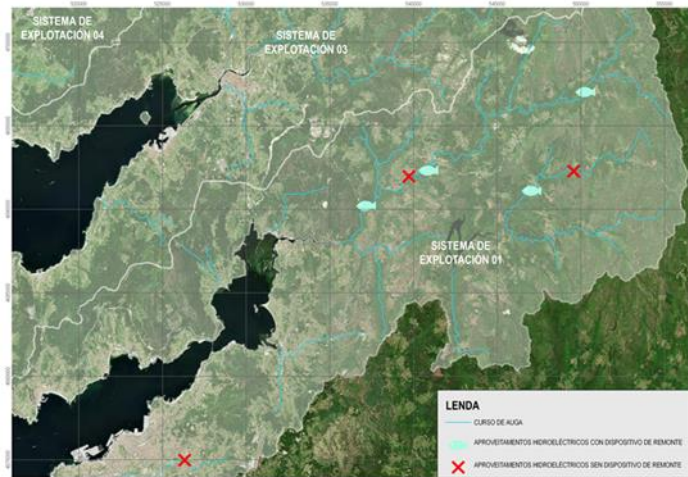 SISTEMA DE
EXPLOTACIÓN 04
SISTEMA DE
EXPLOTACIÓN 03
SISTEMA DE
EXPLOTACIÓN 01
LENDA
CURSO DE AUGA
APROVEITAMENTOS HIDROELÉCTRICOS CON DISPOSITIVO DE REMONTE
APROVEITAMENTOS HIDROELÉCTRICOS SEN DISPOSITIVO DE REMONTE